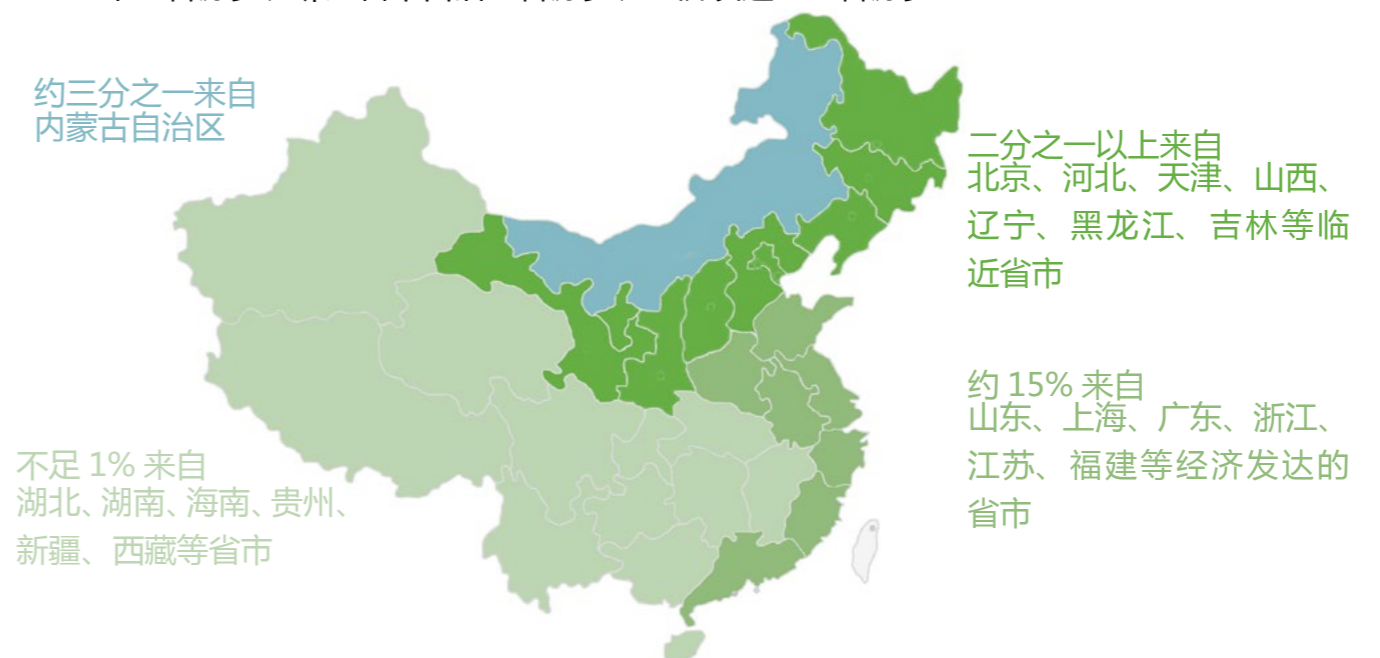 约三分之一来自
内蒙古自治区
二分之一以上来自
北京、河北、天津、山西、
辽宁、黑龙江、吉林等临
近省市
约 15% 来自
山东、上海、广东、浙江、
江苏、福建等经济发达的
省市
不足 1% 来自
湖北、湖南、海南、贵州、
新疆、西藏等省市